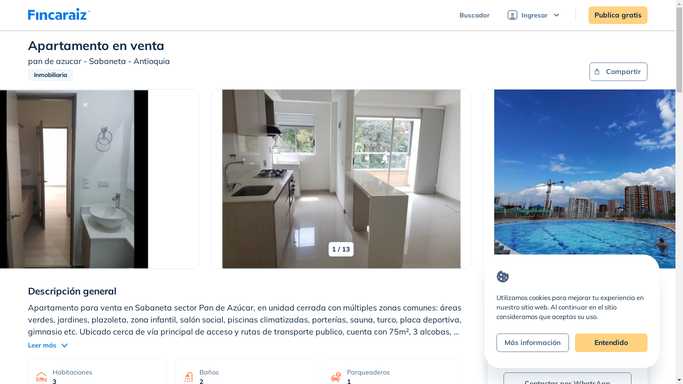 Fincaraiz
Buscador
Ingresar
Publica gratis
Apartamento en venta
pan de azucar - Sabaneta - Antioquia
Inmobiliaria
Compartir
1 / 13
Descripción general
Apartamento para venta en Sabaneta sector Pan de Azúcar, en unidad cerrada con múltiples zonas comunes: áreas
verdes, jardines, plazoleta, zona infantil, salón social, piscinas climatizadas, porterías, sauna, turco, placa deportiva,
gimnasio etc. Ubicado cerca de vía principal de acceso y rutas de transporte publico, cuenta con 75m², 3 alcobas, ...
Leer más
Habitaciones
3
Baños
2
Parqueaderos
1
Utilizamos cookies para mejorar tu experiencia en
nuestro sitio web. Al continuar en el sitio
consideramos que aceptas su uso.
Más información
Entendido
Contactar por WhatsApp